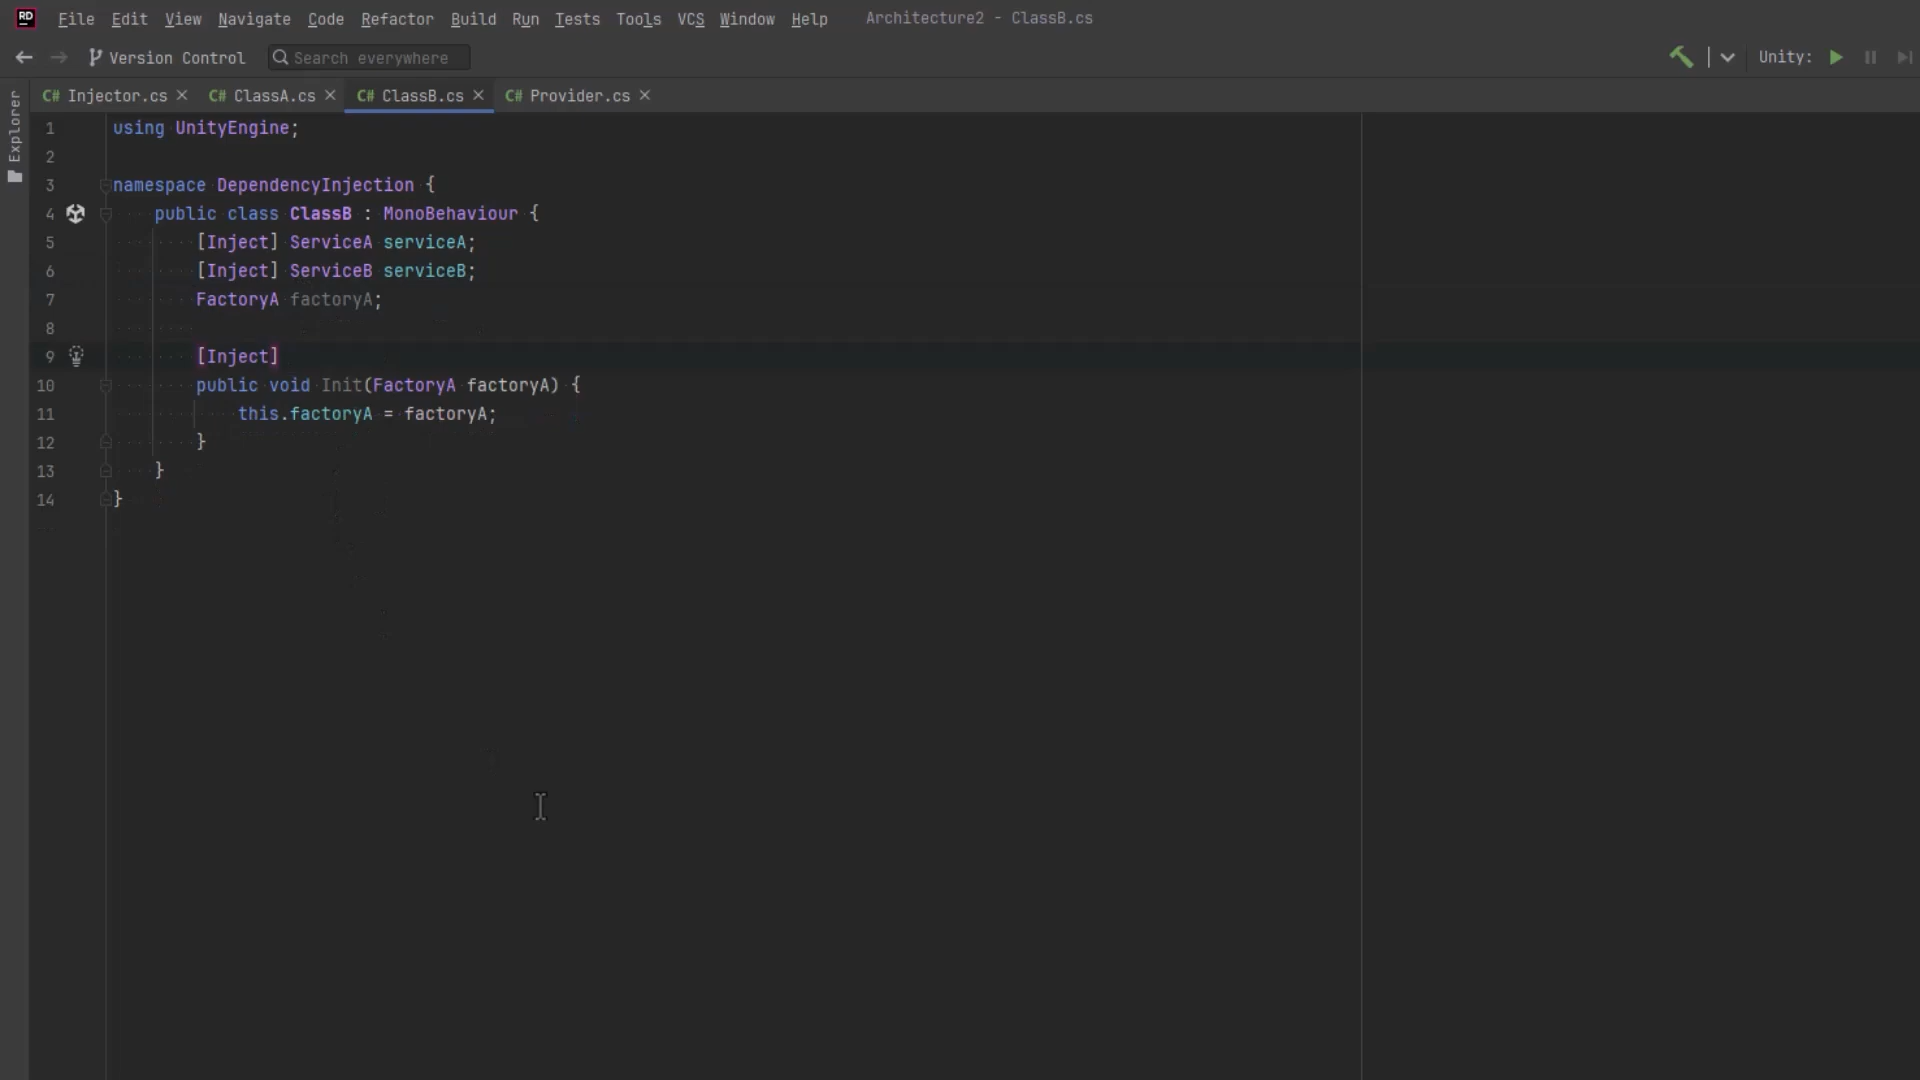 RD File Edit View Navigate Code Refactor Build Run Tests Tools VCS Window Help Architecture2 - ClassB.cs
Version Control Search everywhere Unity:
C# Injector.cs C# ClassA.cs C# ClassB.cs C# Provider.cs
Explorer
1 using UnityEngine;
2
3 namespace DependencyInjection {
4 public class ClassB : MonoBehaviour {
5 [Inject] ServiceA serviceA;
6 [Inject] ServiceB serviceB;
7 FactoryA factoryA;
8
9 [Inject]
10 public void Init(FactoryA factoryA) {
11 this.factoryA = factoryA;
12 }
13 }
14 }